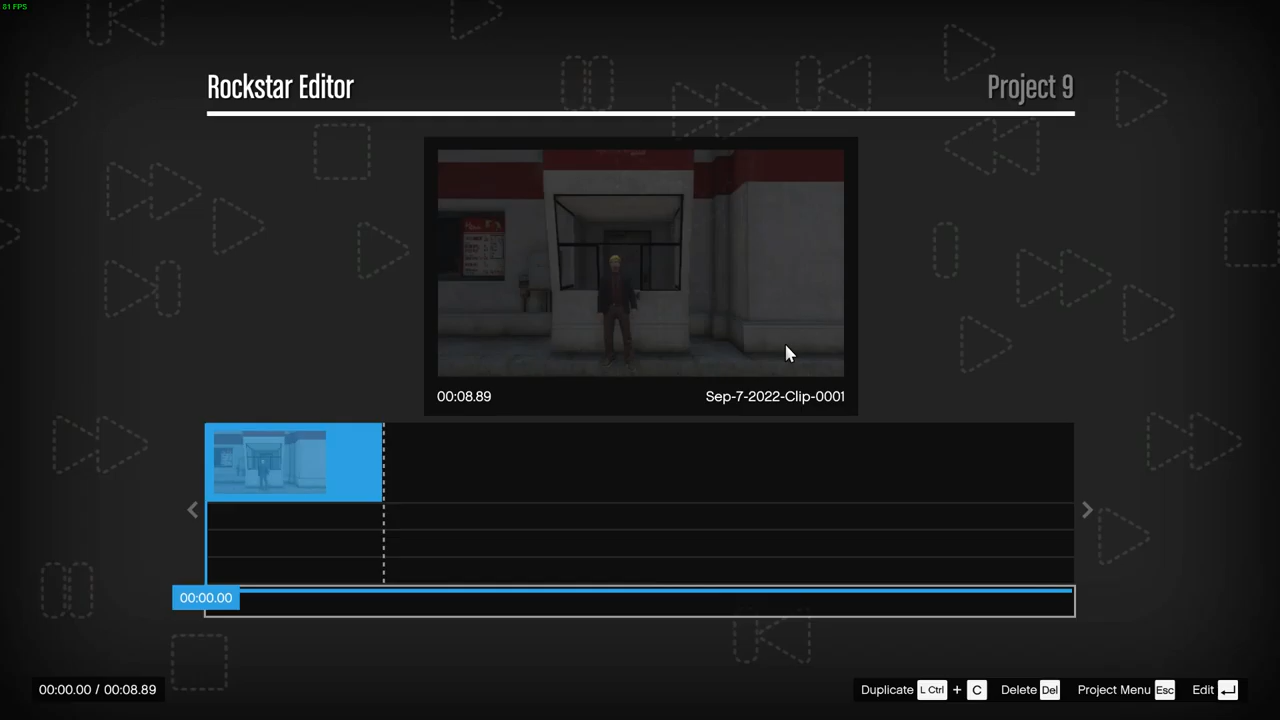 81 FPS
Rockstar Editor
Project 9
00:08.89
Sep-7-2022-Clip-0001
00:00.00
00:00.00 / 00:08.89
Duplicate L Ctrl + C Delete Del Project Menu Esc Edit